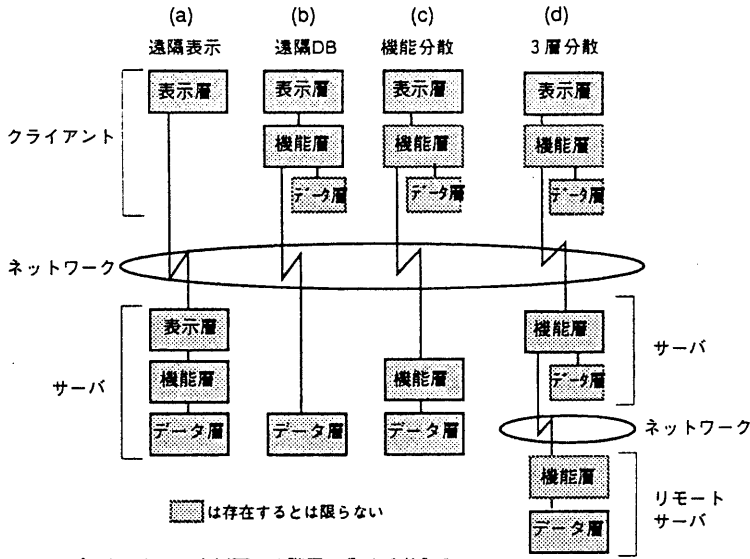 (a) (b) (c) (d)
遠隔表示 遠隔DB 機能分散 3層分散
クライアント
表示層 表示層 表示層 表示層
機能層 機能層 機能層
データ層 データ層 データ層
ネットワーク
サーバ
表示層
機能層 機能層
データ層 データ層 データ層
機能層
データ層
サーバ
ネットワーク
機能層
データ層
リモート
サーバ
は存在するとは限らない